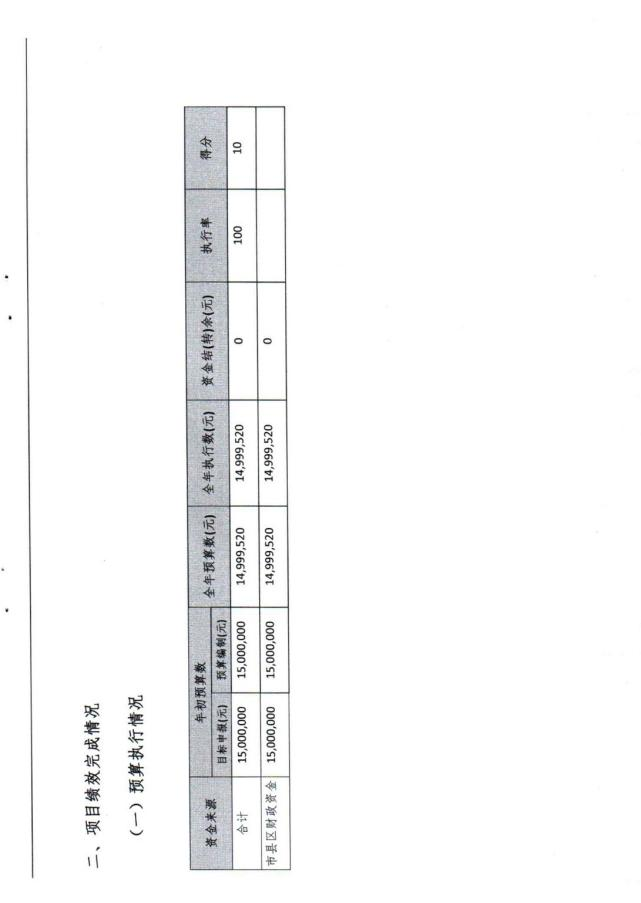 二、项目绩效完成情况
（一）预算执行情况
资金来源 年初预算数 全年预算数(元) 全年执行数(元) 资金结(转)余(元) 执行率 得分
目标申报(元) 预算编制(元)
合计 15,000,000 15,000,000 14,999,520 14,999,520 0 100 10
市县区财政资金 15,000,000 15,000,000 14,999,520 14,999,520 0